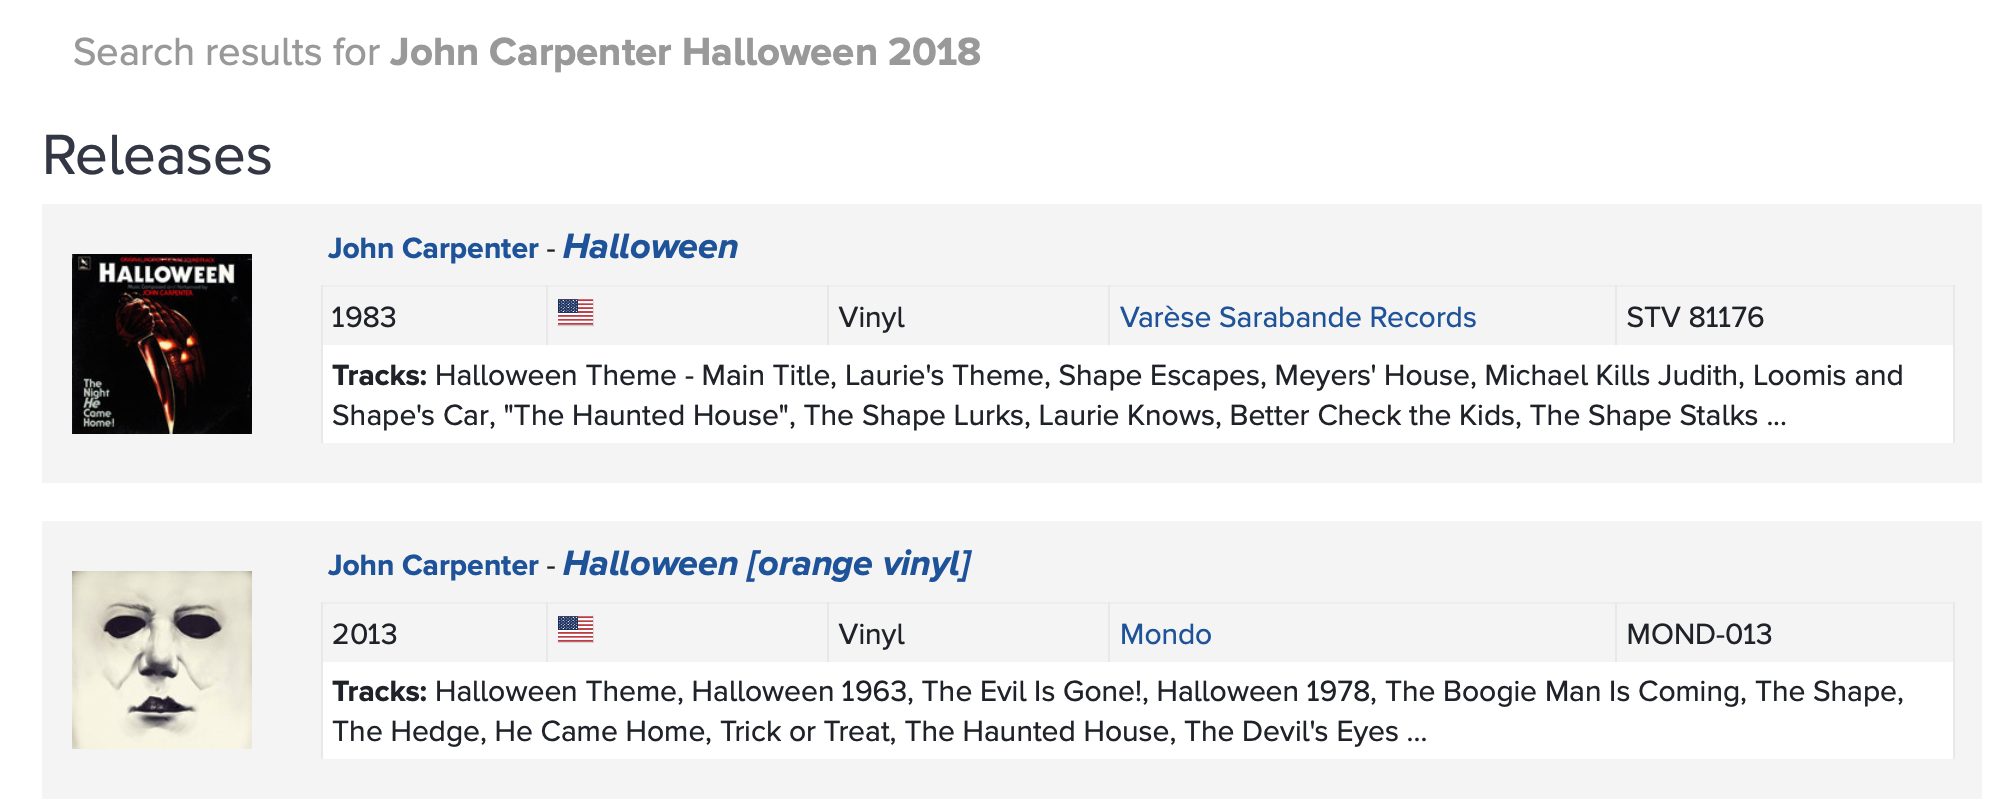 Search results for John Carpenter Halloween 2018
Releases
HALLOWEEN
JOHN CARPENTER
The
Night
He
Came
Home!
John Carpenter - Halloween
1983 Vinyl Varèse Sarabande Records STV 81176
Tracks: Halloween Theme - Main Title, Laurie's Theme, Shape Escapes, Meyers' House, Michael Kills Judith, Loomis and
Shape's Car, "The Haunted House", The Shape Lurks, Laurie Knows, Better Check the Kids, The Shape Stalks ...
John Carpenter - Halloween [orange vinyl]
2013 Vinyl Mondo MOND-013
Tracks: Halloween Theme, Halloween 1963, The Evil Is Gone!, Halloween 1978, The Boogie Man Is Coming, The Shape,
The Hedge, He Came Home, Trick or Treat, The Haunted House, The Devil's Eyes ...